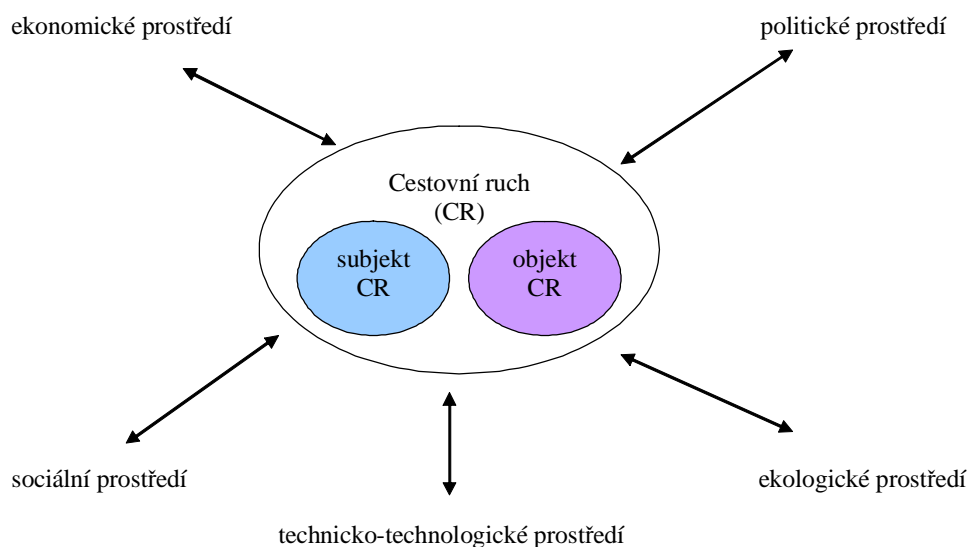 ekonomické prostředí
politické prostředí
Cestovní ruch
(CR)
subjekt
CR
objekt
CR
sociální prostředí
ekologické prostředí
technicko-technologické prostředí